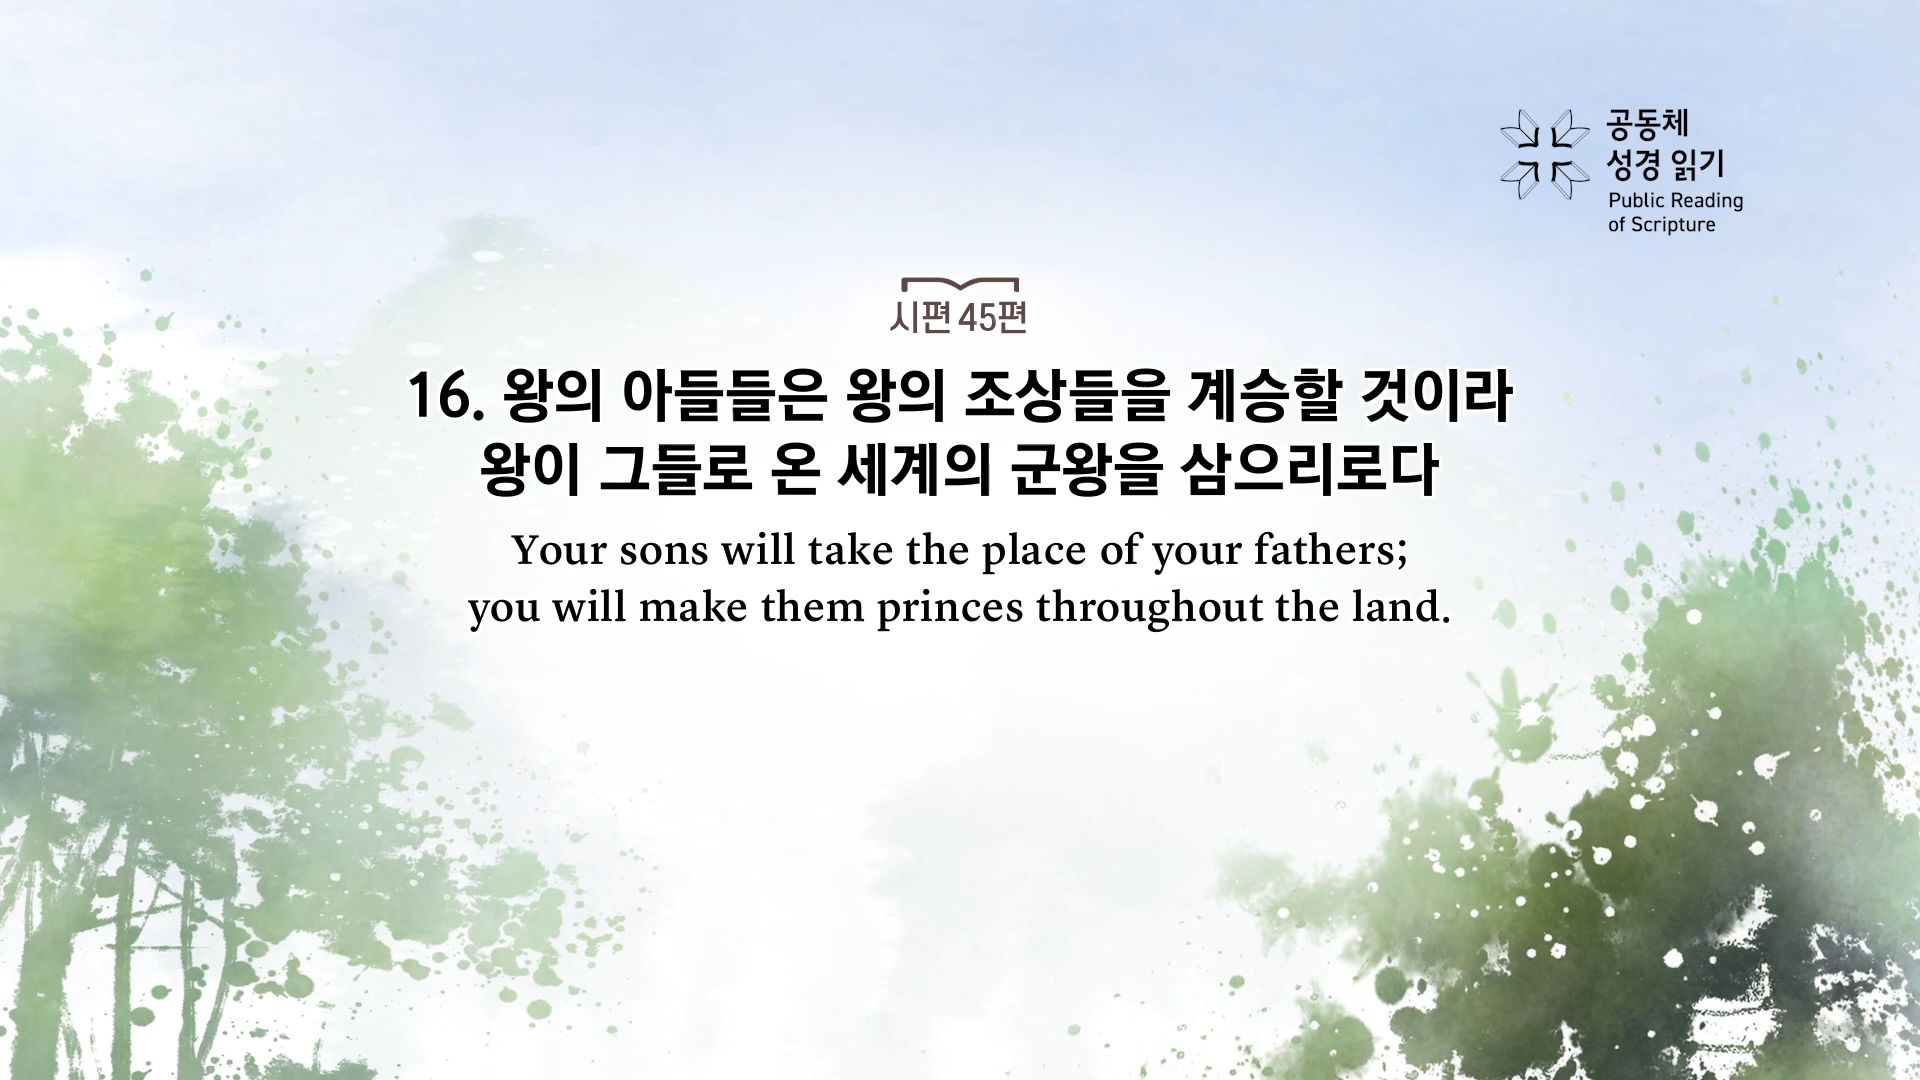 공동체
성경 읽기
Public Reading
of Scripture
시편 45편
16. 왕의 아들들은 왕의 조상들을 계승할 것이라
왕이 그들로 온 세계의 군왕을 삼으리로다
Your sons will take the place of your fathers;
you will make them princes throughout the land.